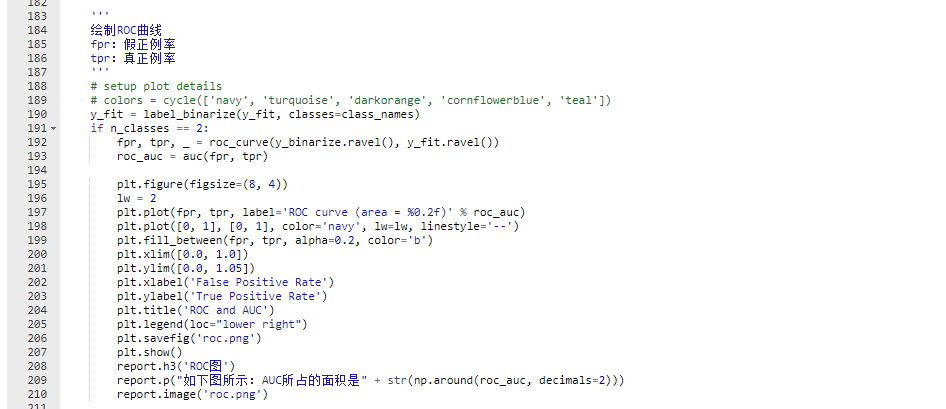 182
183 '''
184 绘制ROC曲线
185 fpr: 假正例率
186 tpr: 真正例率
187 '''
188 # setup plot details
189 # colors = cycle(['navy', 'turquoise', 'darkorange', 'cornflowerblue', 'teal'])
190 y_fit = label_binarize(y_fit, classes=class_names)
191 if n_classes == 2:
192 fpr, tpr, _ = roc_curve(y_binarize.ravel(), y_fit.ravel())
193 roc_auc = auc(fpr, tpr)
194
195 plt.figure(figsize=(8, 4))
196 lw = 2
197 plt.plot(fpr, tpr, label='ROC curve (area = %0.2f)' % roc_auc)
198 plt.plot([0, 1], [0, 1], color='navy', lw=lw, linestyle='--')
199 plt.fill_between(fpr, tpr, alpha=0.2, color='b')
200 plt.xlim([0.0, 1.0])
201 plt.ylim([0.0, 1.05])
202 plt.xlabel('False Positive Rate')
203 plt.ylabel('True Positive Rate')
204 plt.title('ROC and AUC')
205 plt.legend(loc="lower right")
206 plt.savefig('roc.png')
207 plt.show()
208 report.h3('ROC图')
209 report.p("如下图所示: AUC所占的面积是" + str(np.around(roc_auc, decimals=2)))
210 report.image('roc.png')
211